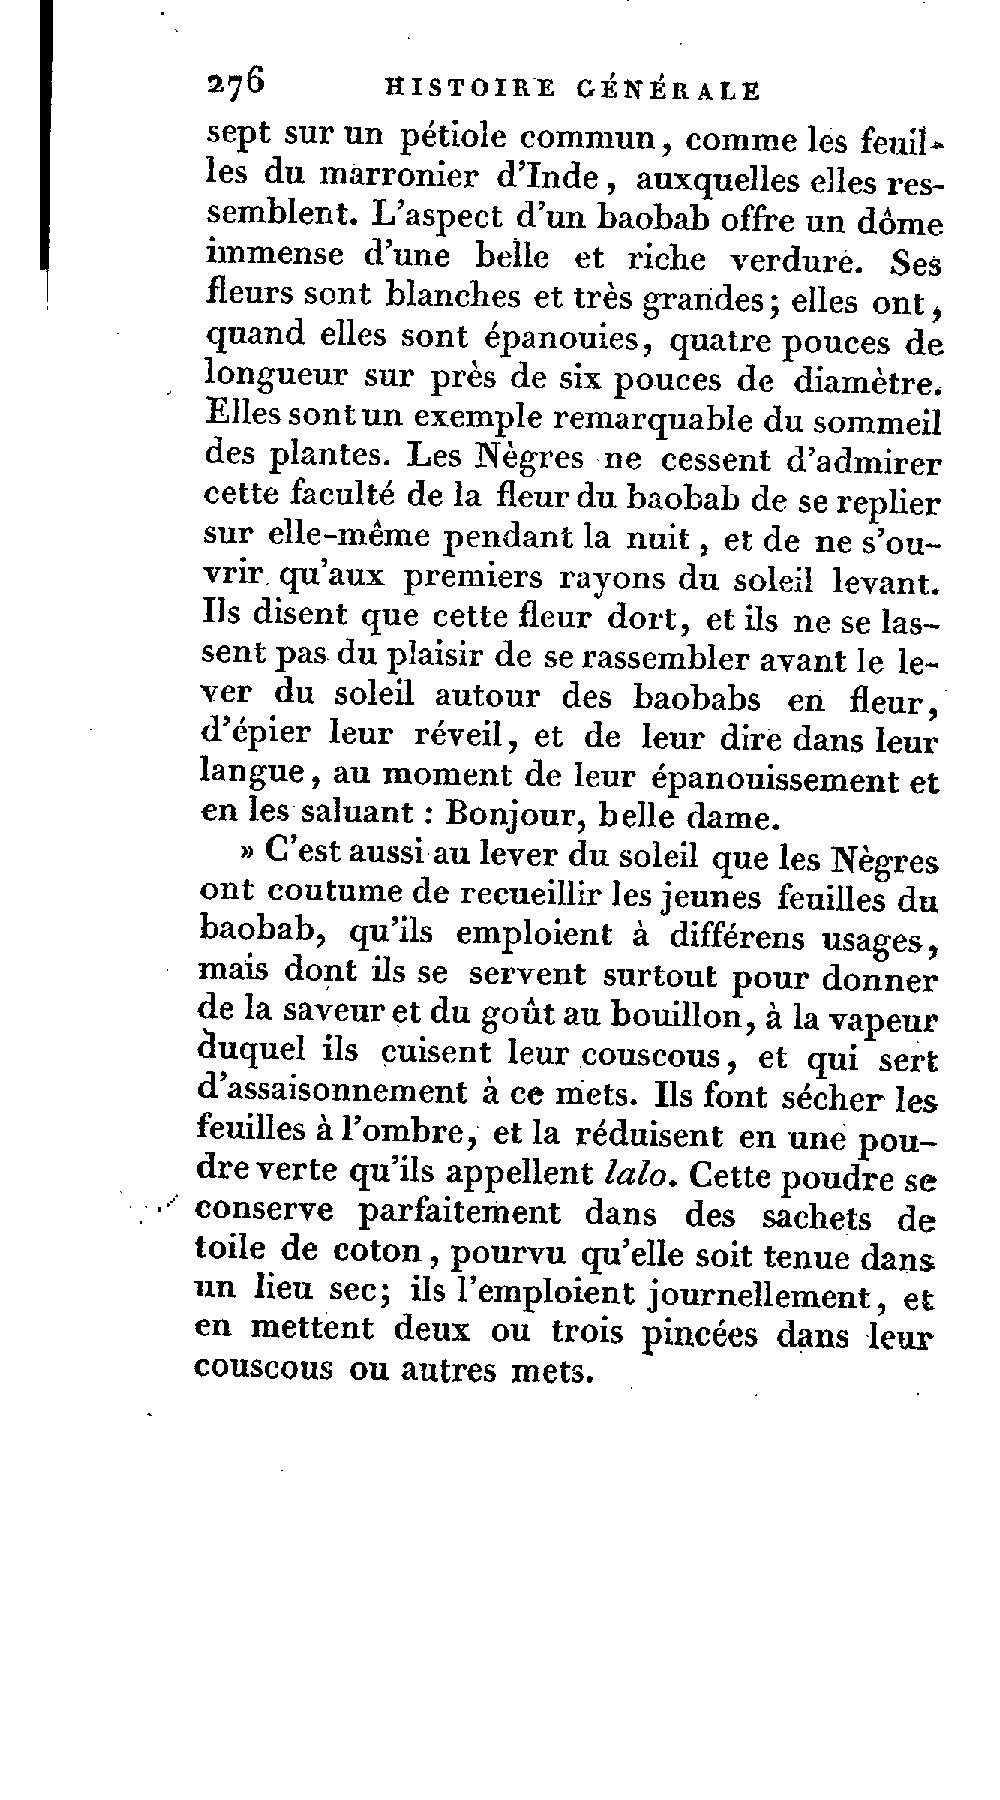 276 HISTOIRE GÉNÉRALE
sept sur un pétiole commun, comme les feuil-
les du marronier d'Inde, auxquelles elles res-
semblent. L'aspect d'un baobab offre un dôme
immense d'une belle et riche verdure. Ses
fleurs sont blanches et très grandes; elles ont,
quand elles sont épanouies, quatre pouces de
longueur sur près de six pouces de diamètre.
Elles sont un exemple remarquable du sommeil
des plantes. Les Nègres ne cessent d'admirer
cette faculté de la fleur du baobab de se replier
sur elle-même pendant la nuit, et de ne s'ou-
vrir qu'aux premiers rayons du soleil levant.
Ils disent que cette fleur dort, et ils ne se las-
sent pas du plaisir de se rassembler avant le le-
ver du soleil autour des baobabs en fleur,
d'épier leur réveil, et de leur dire dans leur
langue, au moment de leur épanouissement et
en les saluant : Bonjour, belle dame.
» C'est aussi au lever du soleil que les Nègres
ont coutume de recueillir les jeunes feuilles du
baobab, qu'ils emploient à différens usages,
mais dont ils se servent surtout pour donner
de la saveur et du goût au bouillon, à la vapeur
duquel ils cuisent leur couscous, et qui sert
d'assaisonnement à ce mets. Ils font sécher les
feuilles à l'ombre, et la réduisent en une pou-
dre verte qu'ils appellent lalo. Cette poudre se
conserve parfaitement dans des sachets de
toile de coton, pourvu qu'elle soit tenue dans
un lieu sec; ils l'emploient journellement, et
en mettent deux ou trois pincées dans leur
couscous ou autres mets.